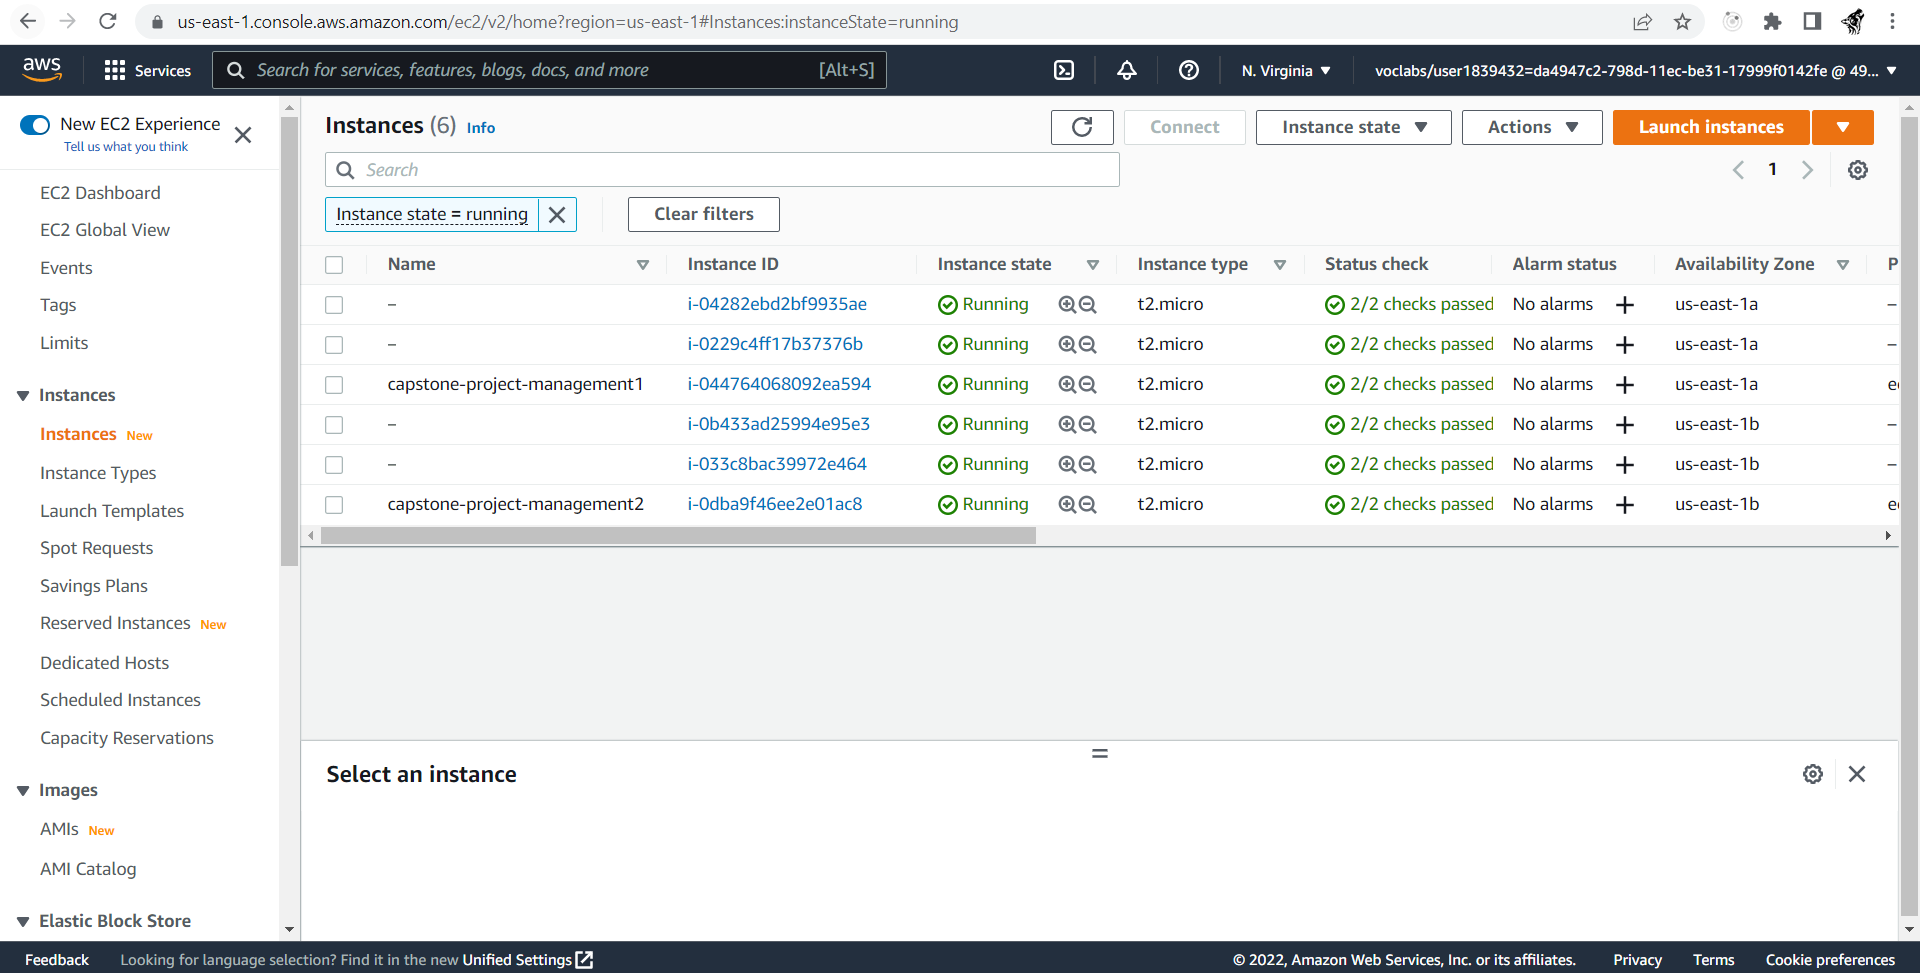 us-east-1.console.aws.amazon.com/ec2/v2/home?region=us-east-1#Instances:instanceState=running
aws Services Search for services, features, blogs, docs, and more [Alt+S] N. Virginia voclabs/user1839432=da4947c2-798d-11ec-be31-17999f0142fe @ 49...
New EC2 Experience
Tell us what you think
EC2 Dashboard
EC2 Global View
Events
Tags
Limits
Instances
Instances New
Instance Types
Launch Templates
Spot Requests
Savings Plans
Reserved Instances New
Dedicated Hosts
Scheduled Instances
Capacity Reservations
Images
AMIs New
AMI Catalog
Elastic Block Store
Instances (6) Info Connect Instance state Actions Launch instances
Search 1
Instance state = running Clear filters
Name Instance ID Instance state Instance type Status check Alarm status Availability Zone P
– i-04282ebd2bf9935ae Running t2.micro 2/2 checks passed No alarms + us-east-1a –
– i-0229c4ff17b37376b Running t2.micro 2/2 checks passed No alarms + us-east-1a –
capstone-project-management1 i-044764068092ea594 Running t2.micro 2/2 checks passed No alarms + us-east-1a e
– i-0b433ad25994e95e3 Running t2.micro 2/2 checks passed No alarms + us-east-1b –
– i-033c8bac39972e464 Running t2.micro 2/2 checks passed No alarms + us-east-1b –
capstone-project-management2 i-0dba9f46ee2e01ac8 Running t2.micro 2/2 checks passed No alarms + us-east-1b e
Select an instance
Feedback Looking for language selection? Find it in the new Unified Settings © 2022, Amazon Web Services, Inc. or its affiliates. Privacy Terms Cookie preferences